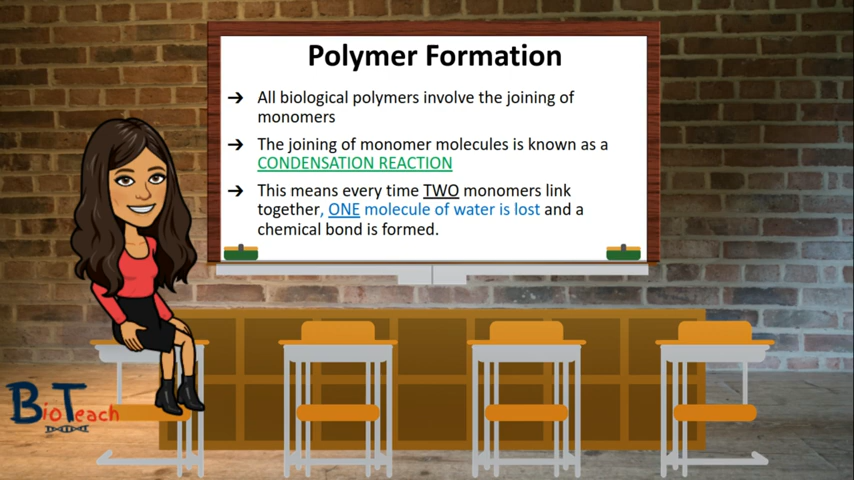 Polymer Formation
➔ All biological polymers involve the joining of
monomers
➔ The joining of monomer molecules is known as a
CONDENSATION REACTION
➔ This means every time TWO monomers link
together, ONE molecule of water is lost and a
chemical bond is formed.
BioTeach